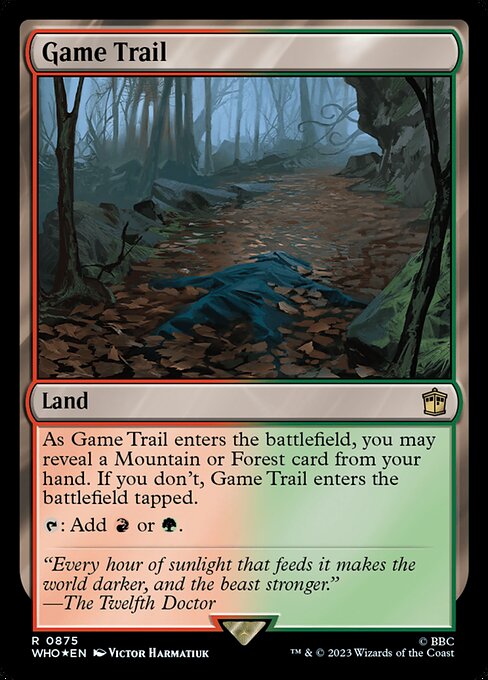 Game Trail
Land
As Game Trail enters the battlefield, you may
reveal a Mountain or Forest card from your
hand. If you don't, Game Trail enters the
battlefield tapped.
: Add or .
“Every hour of sunlight that feeds it makes the
world darker, and the beast stronger.”
—The Twelfth Doctor
R 0875
WHO★EN VICTOR HARMATIUK
© BBC
™ & © 2023 Wizards of the Coast